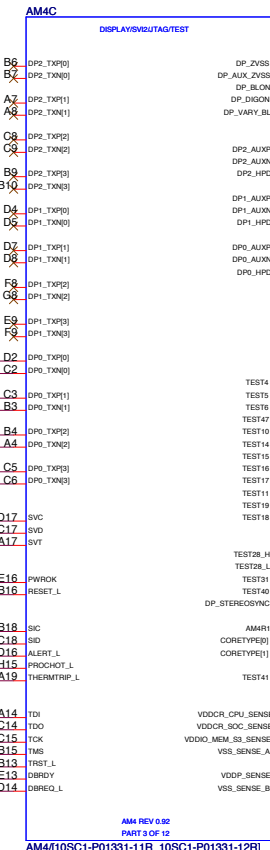 AM4C
DISPLAY/SVI2/JTAG/TEST
B6 DP2_TXP[0] DP_ZVSS
B7 DP2_TXN[0] DP_AUX_ZVSS
DP_BLON
A7 DP2_TXP[1] DP_DIGON
A8 DP2_TXN[1] DP_VARY_BL
C8 DP2_TXP[2]
C9 DP2_TXN[2] DP2_AUXP
DP2_AUXN
B9 DP2_TXP[3] DP2_HPD
B10 DP2_TXN[3]
DP1_AUXP
D4 DP1_TXP[0] DP1_AUXN
D5 DP1_TXN[0] DP1_HPD
D7 DP1_TXP[1] DP0_AUXP
D8 DP1_TXN[1] DP0_AUXN
DP0_HPD
F8 DP1_TXP[2]
G8 DP1_TXN[2]
E9 DP1_TXP[3]
F9 DP1_TXN[3]
D2 DP0_TXP[0]
C2 DP0_TXN[0]
TEST4
C3 DP0_TXP[1] TEST5
B3 DP0_TXN[1] TEST6
TEST47
B4 DP0_TXP[2] TEST10
A4 DP0_TXN[2] TEST14
TEST15
C5 DP0_TXP[3] TEST16
C6 DP0_TXN[3] TEST17
TEST11
TEST19
D17 SVC TEST18
C17 SVD
A17 SVT
TEST28_H
TEST28_L
E16 PWROK TEST31
B16 RESET_L TEST40
DP_STEREOSYNC
B18 SIC AM4R1
C18 SID CORETYPE[0]
D16 ALERT_L CORETYPE[1]
H15 PROCHOT_L
A19 THERMTRIP_L TEST41
A14 TDI VDDCR_CPU_SENSE
C14 TDO VDDCR_SOC_SENSE
C15 TCK VDDIO_MEM_S3_SENSE
B15 TMS VSS_SENSE_A
B13 TRST_L
E13 DBRDY VDDP_SENSE
D14 DBREQ_L VSS_SENSE_B
AM4 REV 0.92
PART 3 OF 12
AM4/[10SC1-P01331-11R_10SC1-P01331-12R]